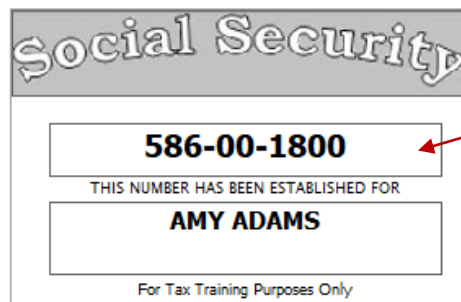 Social Security
586-00-1800
THIS NUMBER HAS BEEN ESTABLISHED FOR
AMY ADAMS
For Tax Training Purposes Only